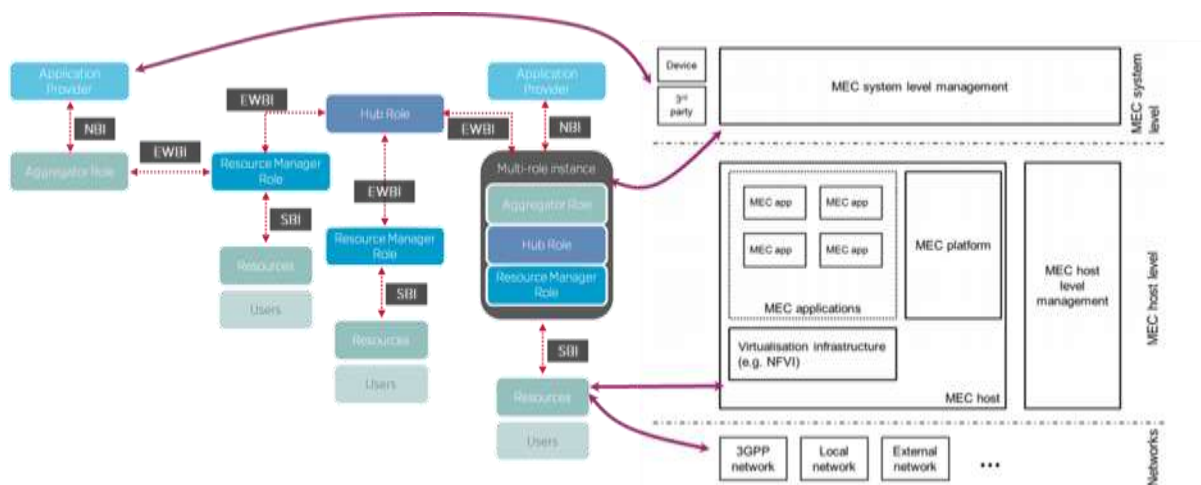 Application
Provider
NBI
Aggregator Role
EWBI
EWBI
Resource Manager
Role
SBI
Resources
Users
Hub Role
EWBI
Resource Manager
Role
SBI
Resources
Users
EWBI
Application
Provider
NBI
Multi-role instance
Aggregator Role
Hub Role
Resource Manager
Role
SBI
Resources
Users
Device
3rd
party
MEC system level management
MEC system
level
MEC app
MEC app
MEC app
MEC app
MEC applications
MEC platform
Virtualisation infrastructure
(e.g. NFVI)
MEC host
MEC host
level
management
MEC host level
3GPP
network
Local
network
External
network
...
Networks